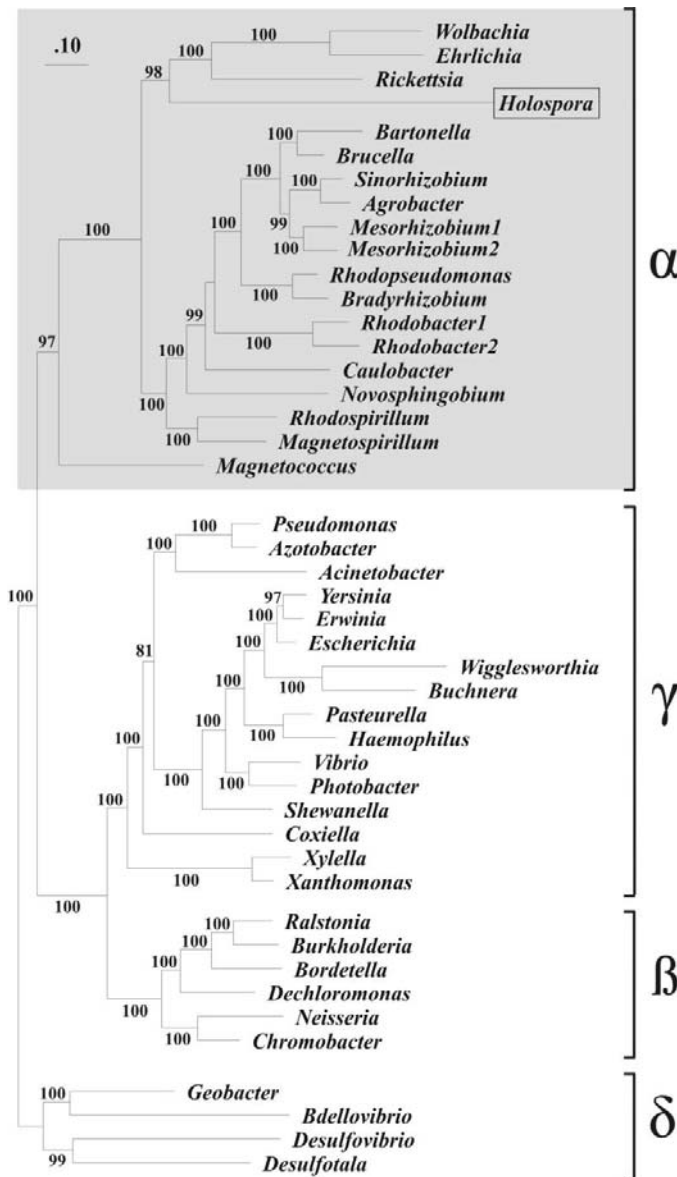 .10
100
100
98
Wolbachia
Ehrlichia
Rickettsia
Holospora
100
100
Bartonella
Brucella
100
Sinorhizobium
Agrobacter
100
99
Mesorhizobium1
100
Mesorhizobium2
100
Rhodopseudomonas
100
Bradyrhizobium
99
Rhodobacter1
97
100
Rhodobacter2
100
Caulobacter
Novosphingobium
100
Rhodospirillum
100
Magnetospirillum
Magnetococcus
α
100
Pseudomonas
100
Azotobacter
Acinetobacter
97
Yersinia
100
100
Erwinia
100
Escherichia
81
Wigglesworthia
100
Buchnera
100
Pasteurella
100
100
Haemophilus
100
Vibrio
100
100
Photobacter
100
Shewanella
Coxiella
Xylella
100
Xanthomonas
γ
100
100
Ralstonia
100
Burkholderia
100
Bordetella
Dechloromonas
100
Neisseria
100
Chromobacter
ß
100
Geobacter
Bdellovibrio
Desulfovibrio
99
Desulfotala
δ